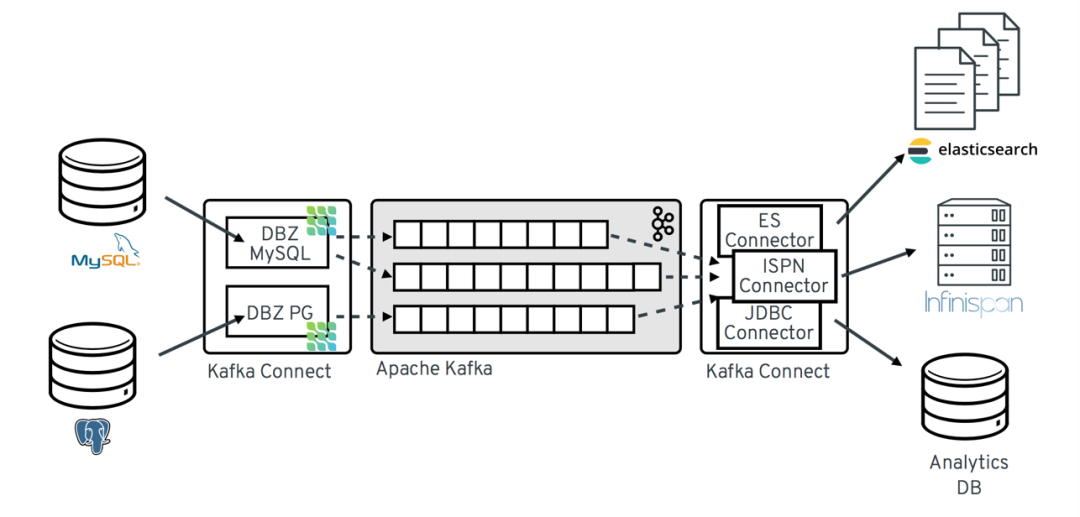 elasticsearch
MySQL
DBZ
MySQL
DBZ PG
Kafka Connect
Apache Kafka
ES
Connector
ISPN
Connector
JDBC
Connector
Kafka Connect
Infinispan
Analytics
DB